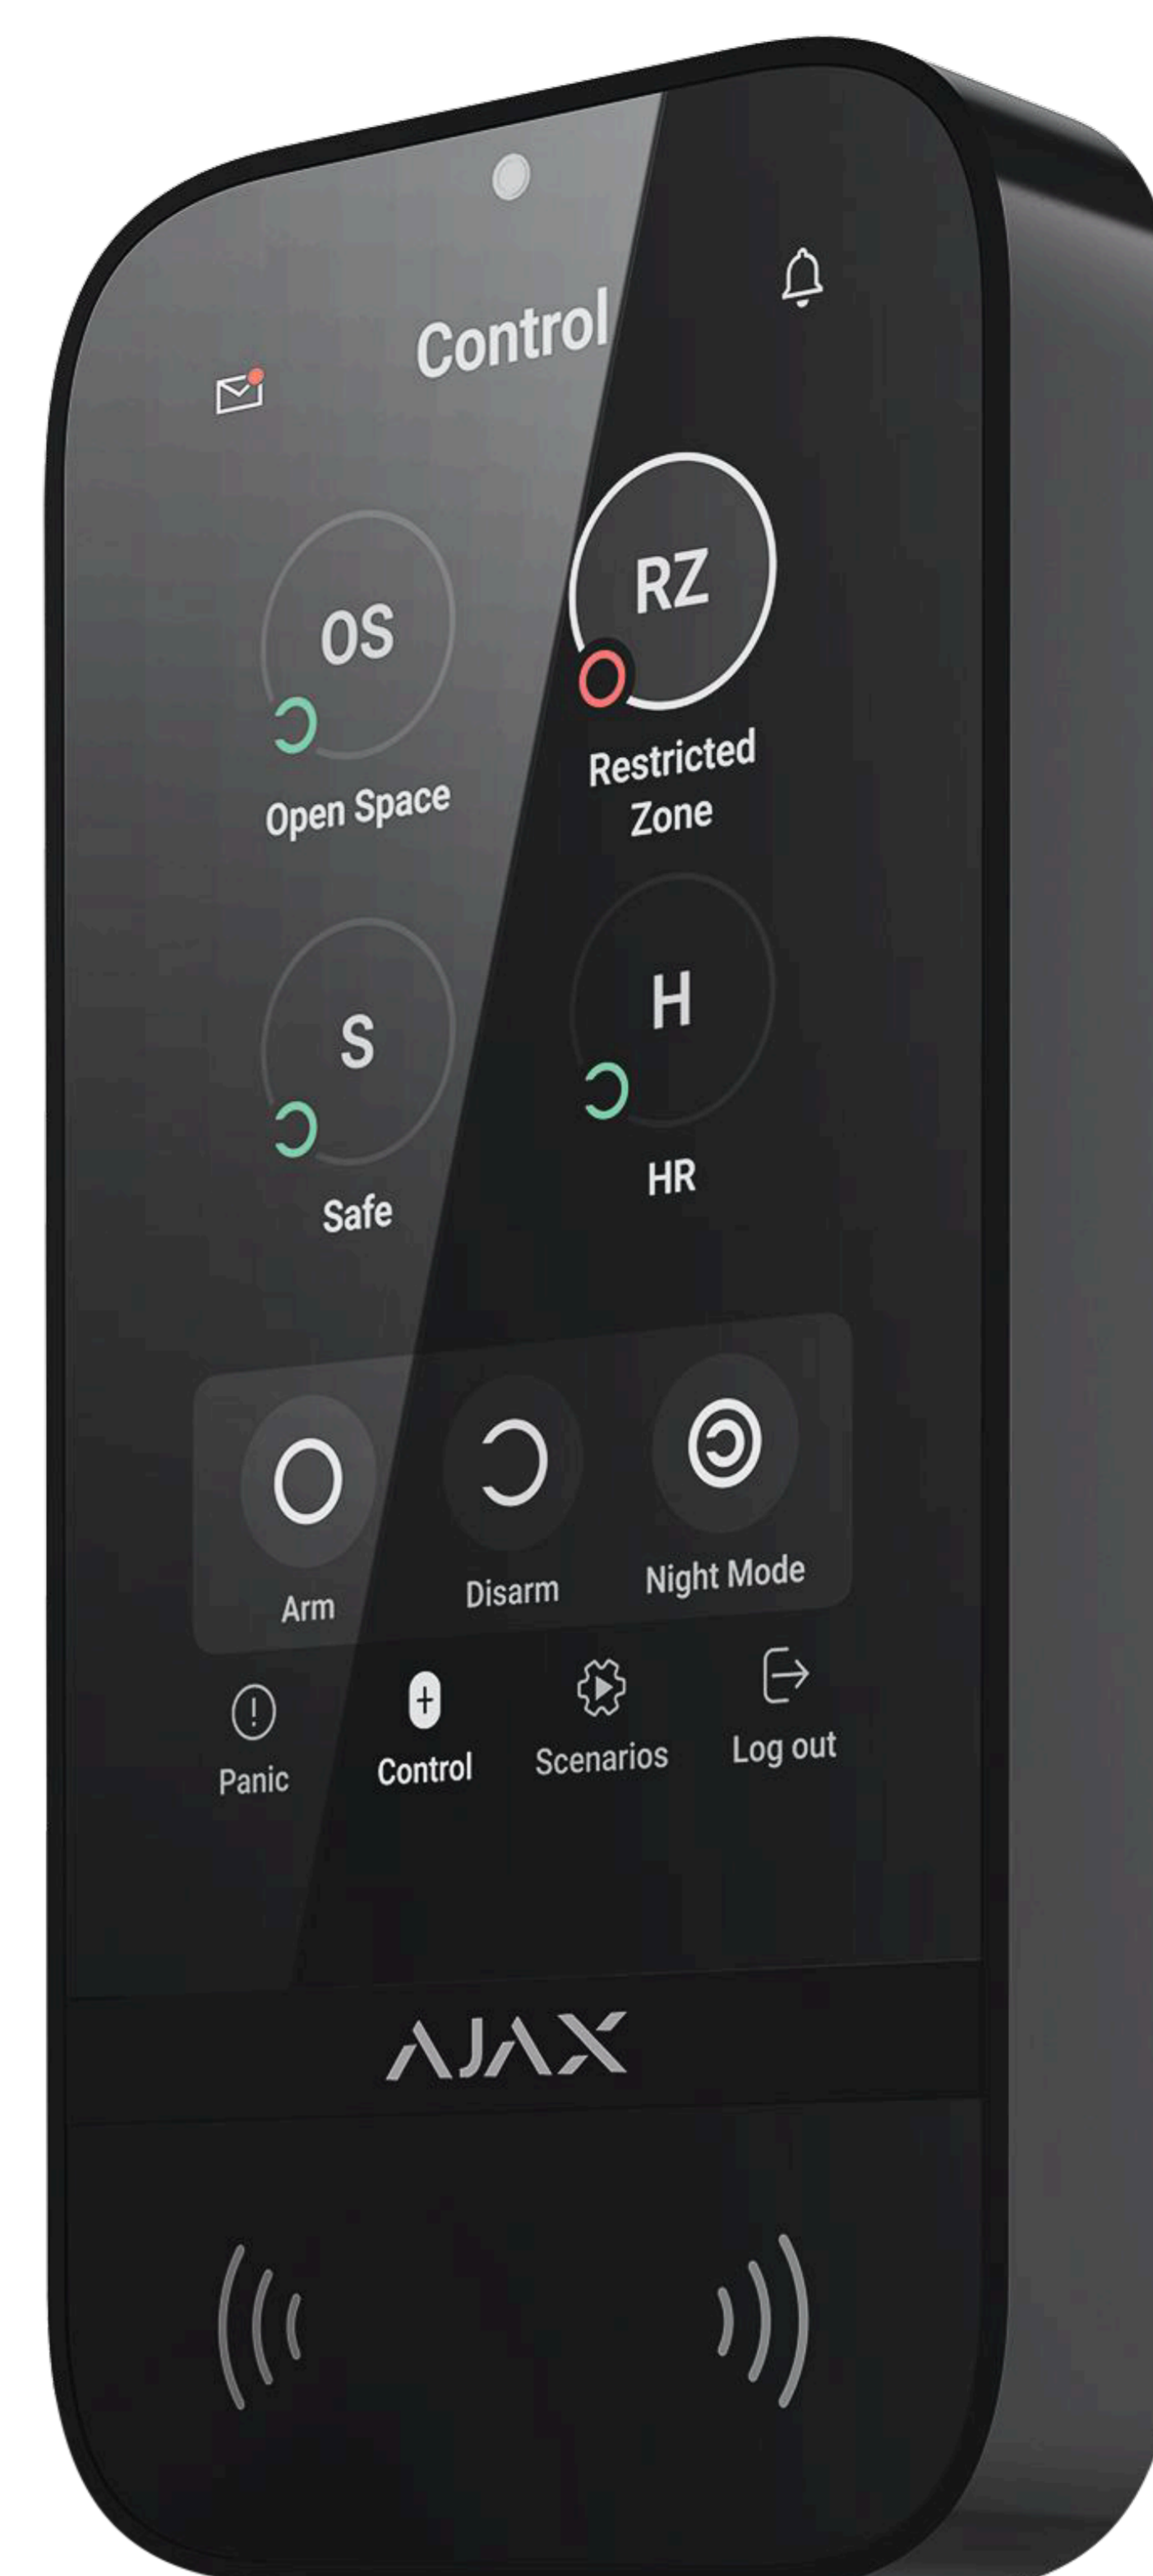 Control
OS
RZ
Open Space
Restricted
Zone
S
H
Safe
HR
Arm
Disarm
Night Mode
Panic
Control
Scenarios
Log out
AJAX